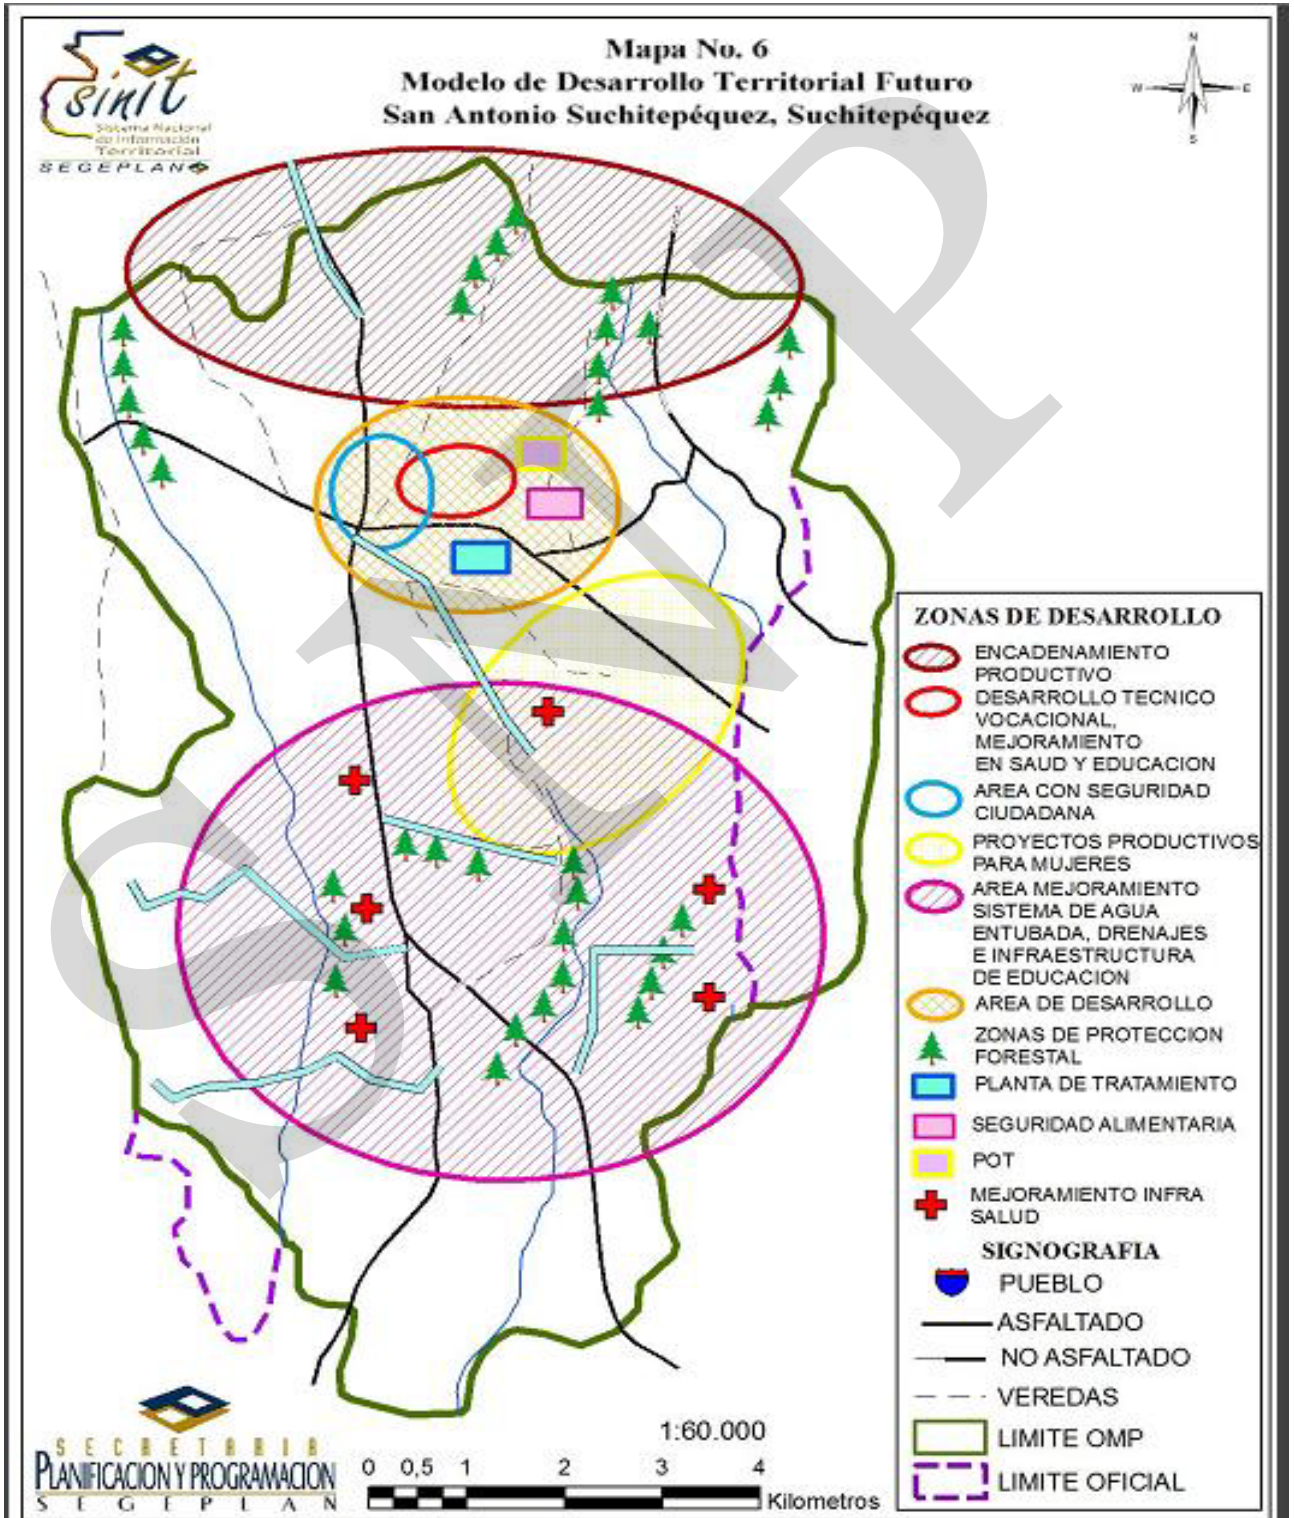 Mapa No. 6
Modelo de Desarrollo Territorial Futuro
San Antonio Suchitepéquez, Suchitepéquez
sinit
Sistema Nacional
de Información
Territorial
SEGEPLAN
N
W
E
S
SNP
ZONAS DE DESARROLLO
ENCADENAMIENTO
PRODUCTIVO
DESARROLLO TECNICO
VOCACIONAL,
MEJORAMIENTO
EN SAUD Y EDUCACION
AREA CON SEGURIDAD
CIUDADANA
PROYECTOS PRODUCTIVOS
PARA MUJERES
AREA MEJORAMIENTO
SISTEMA DE AGUA
ENTUBADA, DRENAJES
E INFRAESTRUCTURA
DE EDUCACION
AREA DE DESARROLLO
ZONAS DE PROTECCION
FORESTAL
PLANTA DE TRATAMIENTO
SEGURIDAD ALIMENTARIA
POT
MEJORAMIENTO INFRA
SALUD
SIGNOGRAFIA
PUEBLO
ASFALTADO
NO ASFALTADO
VEREDAS
LIMITE OMP
LIMITE OFICIAL
SECRETARIA
PLANIFICACION Y PROGRAMACION
SEGEPLAN
1:60.000
0 0,5 1 2 3 4
Kilometros